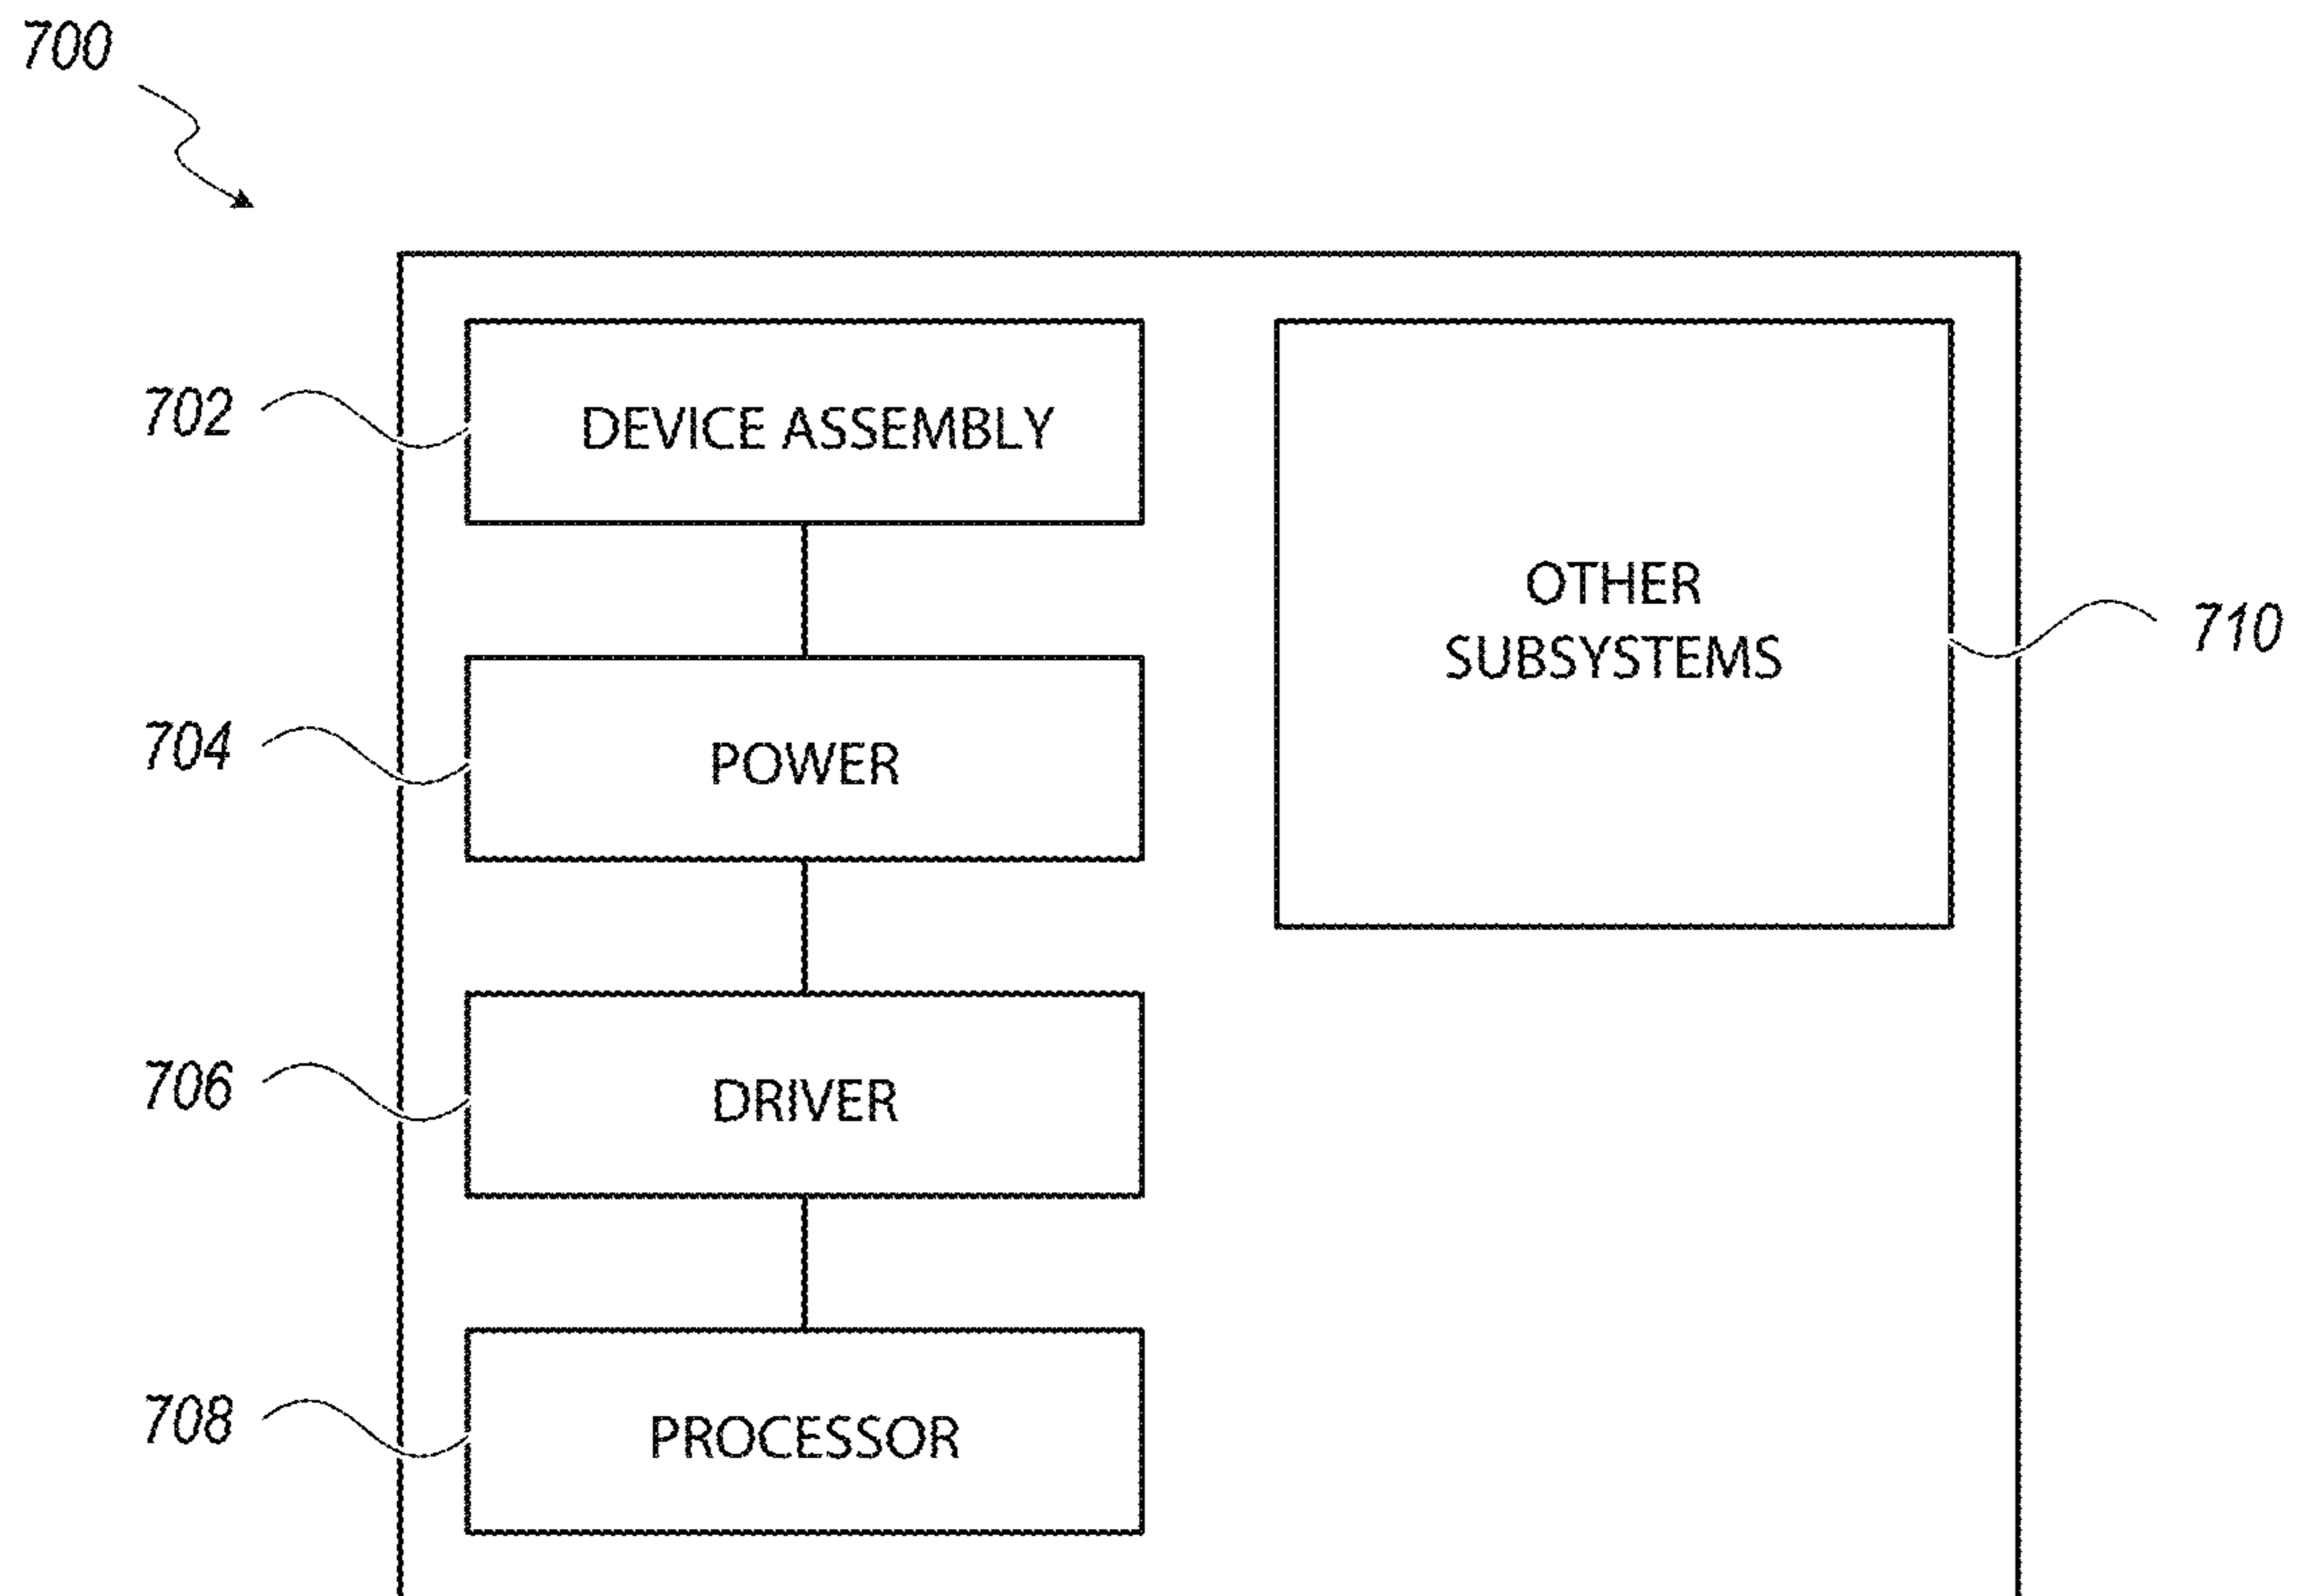 700
702
DEVICE ASSEMBLY
OTHER
SUBSYSTEMS
710
704
POWER
706
DRIVER
708
PROCESSOR